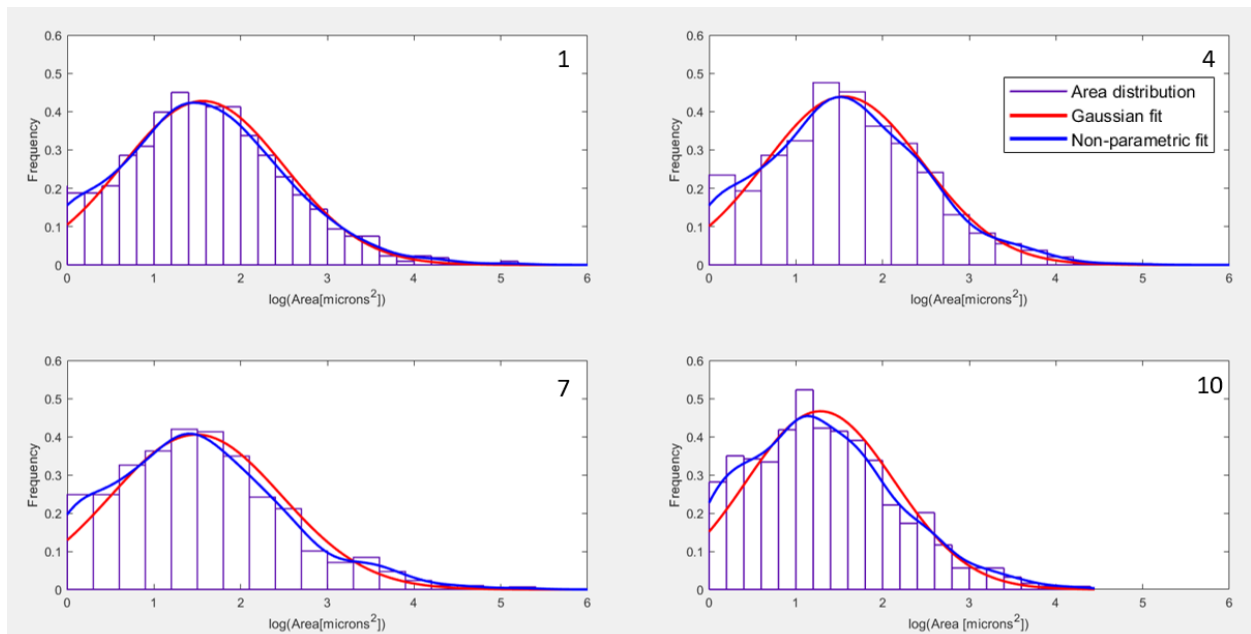 1
0.6
0.5
0.4
0.3
0.2
0.1
0
Frequency
0 1 2 3 4 5 6
log(Area[microns²])
4
Area distribution
Gaussian fit
Non-parametric fit
0.6
0.5
0.4
0.3
0.2
0.1
0
Frequency
0 1 2 3 4 5 6
log(Area[microns²])
7
0.6
0.5
0.4
0.3
0.2
0.1
0
Frequency
0 1 2 3 4 5 6
log(Area[microns²])
10
0.6
0.5
0.4
0.3
0.2
0.1
0
Frequency
0 1 2 3 4 5 6
log(Area [microns²])